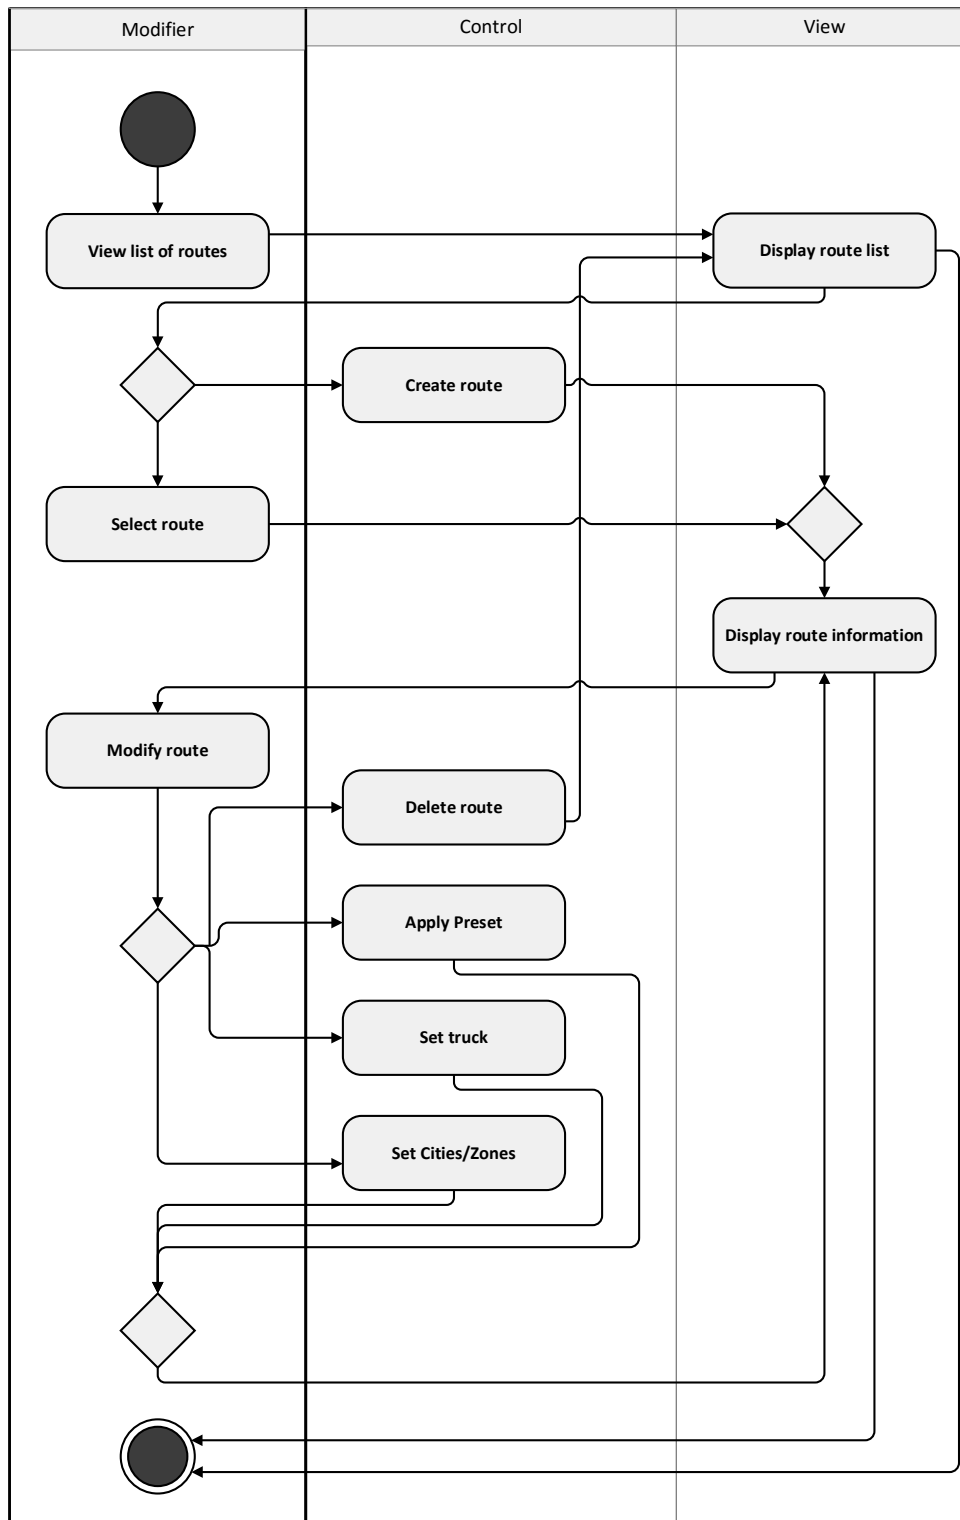 Modifier
Control
View
View list of routes
Display route list
Create route
Select route
Display route information
Modify route
Delete route
Apply Preset
Set truck
Set Cities/Zones